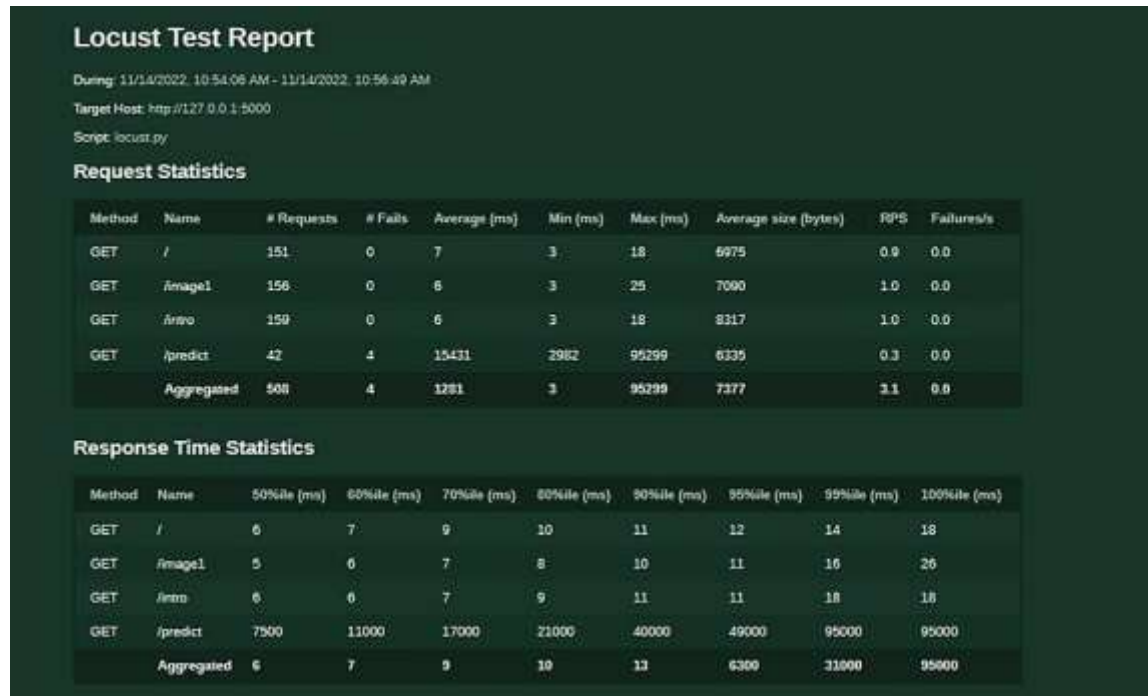 Locust Test Report
During: 11/14/2022, 10:54:06 AM - 11/14/2022, 10:56:49 AM
Target Host: http://127.0.0.1:5000
Script: locust.py
Request Statistics
Method Name # Requests # Fails Average (ms) Min (ms) Max (ms) Average size (bytes) RPS Failures/s
GET / 151 0 7 3 18 6975 0.9 0.0
GET /image1 156 0 6 3 25 7090 1.0 0.0
GET /intro 159 0 6 3 18 8317 1.0 0.0
GET /predict 42 4 15431 2982 95299 6335 0.3 0.0
Aggregated 508 4 1281 3 95299 7377 3.1 0.0
Response Time Statistics
Method Name 50%ile (ms) 60%ile (ms) 70%ile (ms) 80%ile (ms) 90%ile (ms) 95%ile (ms) 99%ile (ms) 100%ile (ms)
GET / 6 7 9 10 11 12 14 18
GET /image1 5 6 7 8 10 11 16 26
GET /intro 6 6 7 9 11 11 18 18
GET /predict 7500 11000 17000 21000 40000 49000 95000 95000
Aggregated 6 7 9 10 13 6300 31000 95000